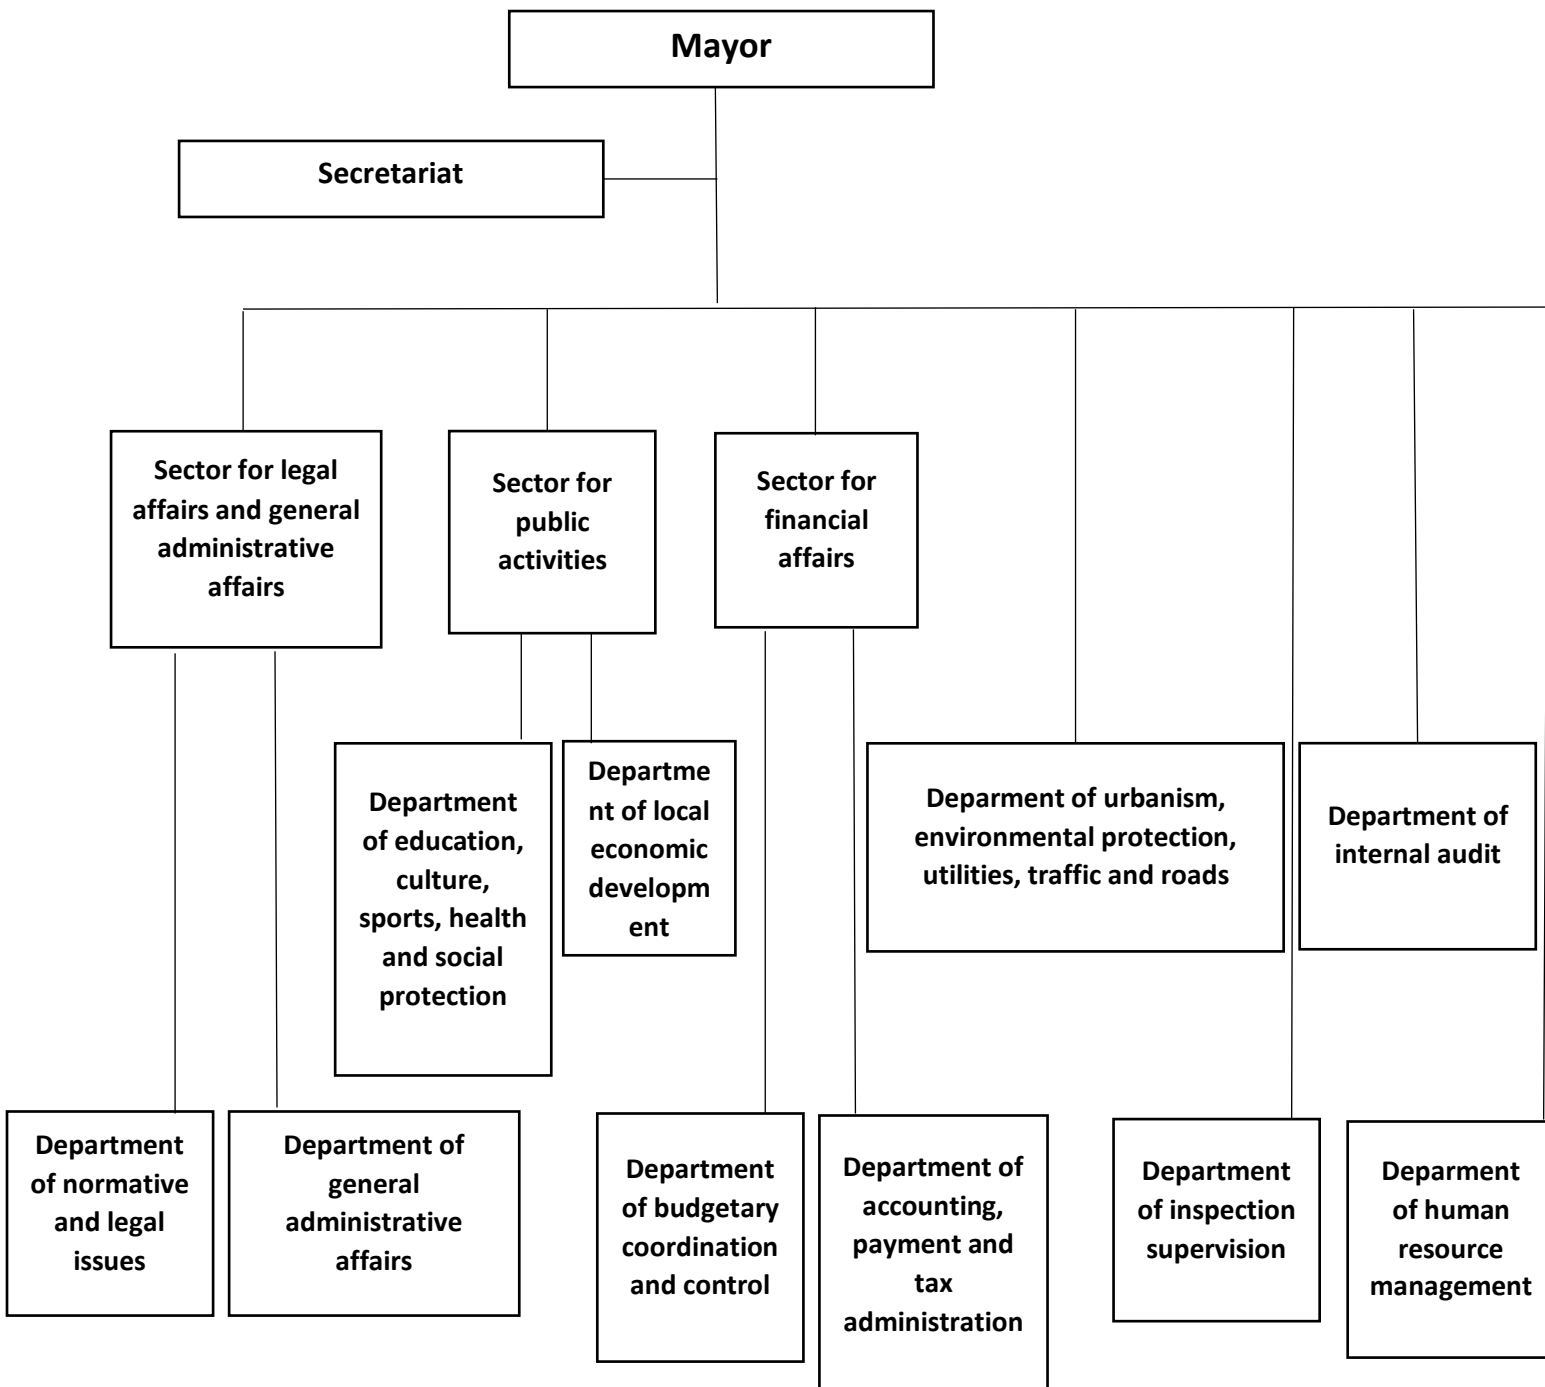 Mayor
Secretariat
Sector for legal
affairs and general
administrative
affairs
Sector for
public
activities
Sector for
financial
affairs
Department
of education,
culture,
sports, health
and social
protection
Departme
nt of local
economic
developm
ent
Deparment of urbanism,
environmental protection,
utilities, traffic and roads
Department of
internal audit
Department
of normative
and legal
issues
Department of
general
administrative
affairs
Department
of budgetary
coordination
and control
Department of
accounting,
payment and
tax
administration
Department
of inspection
supervision
Deparment
of human
resource
management